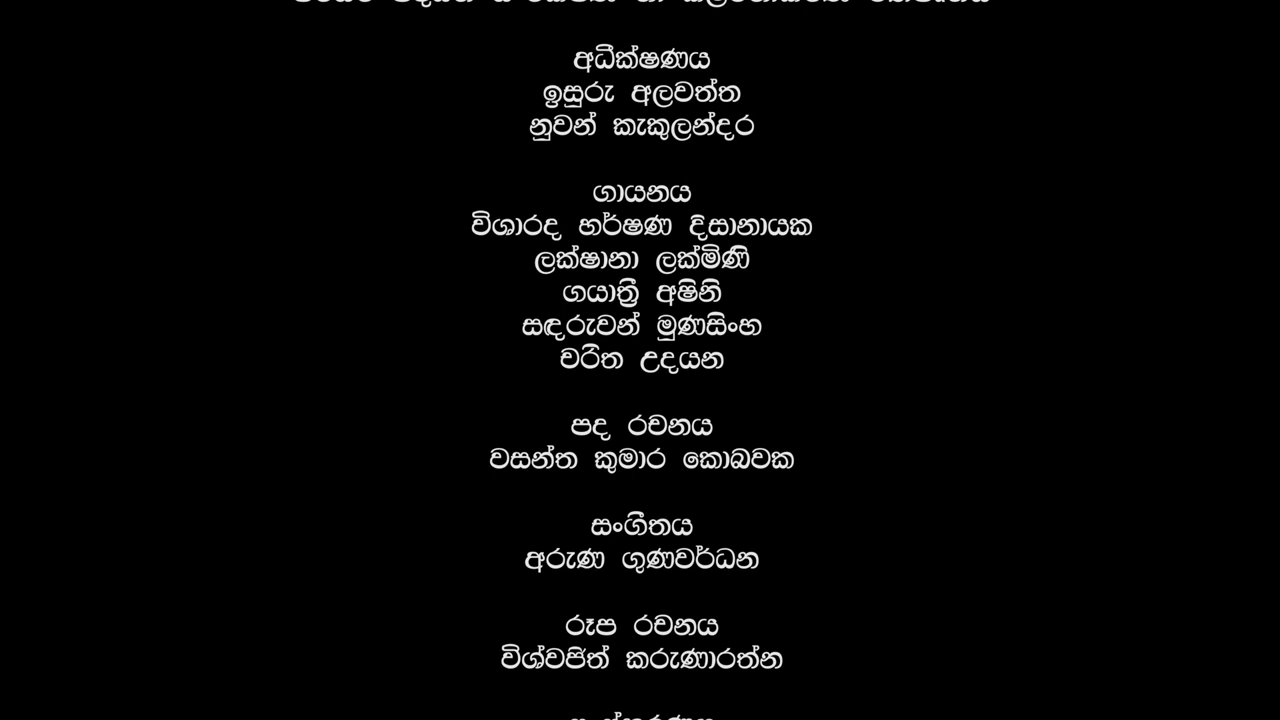 අධීක්ෂණය
ඉසුරු අලවත්ත
නුවන් කැකුලන්දර
ගායනය
විශාරද හර්ෂණ දිසානායක
ලක්ෂානා ලක්මිණි
ගයාත්‍රී අෂිනි
සඳරුවන් මුණසිංහ
චරිත උදයන
පද රචනය
වසන්ත කුමාර කොබවක
සංගීතය
අරුණ ගුණවර්ධන
රූප රචනය
විශ්වජිත් කරුණාරත්න